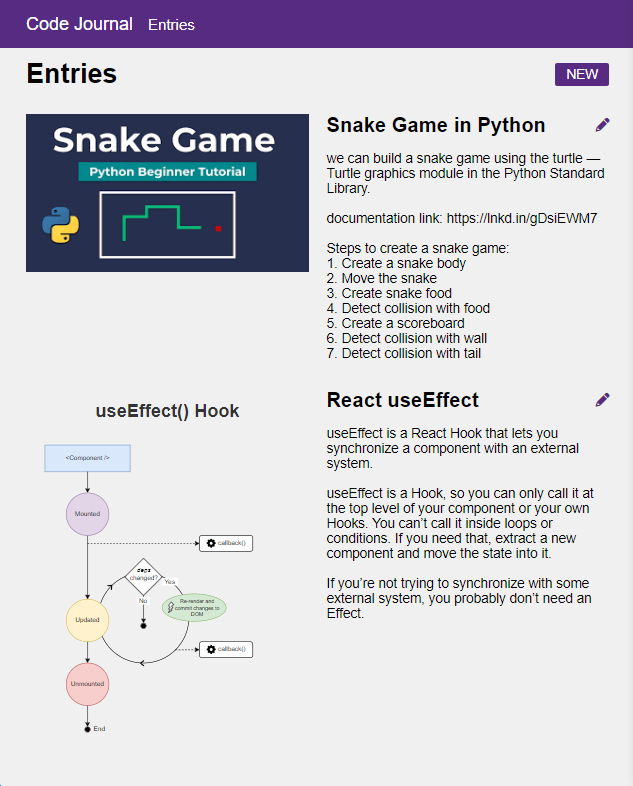 Code Journal Entries
Entries
NEW
Snake Game
Python Beginner Tutorial
Snake Game in Python
we can build a snake game using the turtle —
Turtle graphics module in the Python Standard
Library.
documentation link: https://lnkd.in/gDsiEWM7
Steps to create a snake game:
1. Create a snake body
2. Move the snake
3. Create snake food
4. Detect collision with food
5. Create a scoreboard
6. Detect collision with wall
7. Detect collision with tail
useEffect() Hook
<Component />
Mounted
callback()
deps
changed?
Yes
No
Re-render and
commit changes to
DOM
Updated
callback()
Unmounted
End
React useEffect
useEffect is a React Hook that lets you
synchronize a component with an external
system.
useEffect is a Hook, so you can only call it at
the top level of your component or your own
Hooks. You can’t call it inside loops or
conditions. If you need that, extract a new
component and move the state into it.
If you’re not trying to synchronize with some
external system, you probably don’t need an
Effect.